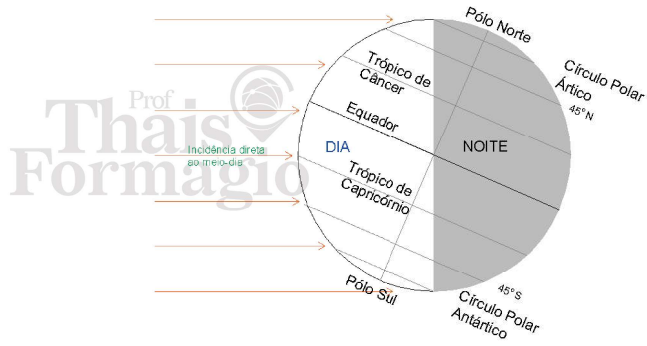 Pólo Norte
Círculo Polar
Ártico
45°N
Trópico de
Câncer
Equador
Prof
Thais
Formagio
Incidência direta
ao meio-dia
DIA
NOITE
Trópico de
Capricórnio
Pólo Sul
45°S
Círculo Polar
Antártico